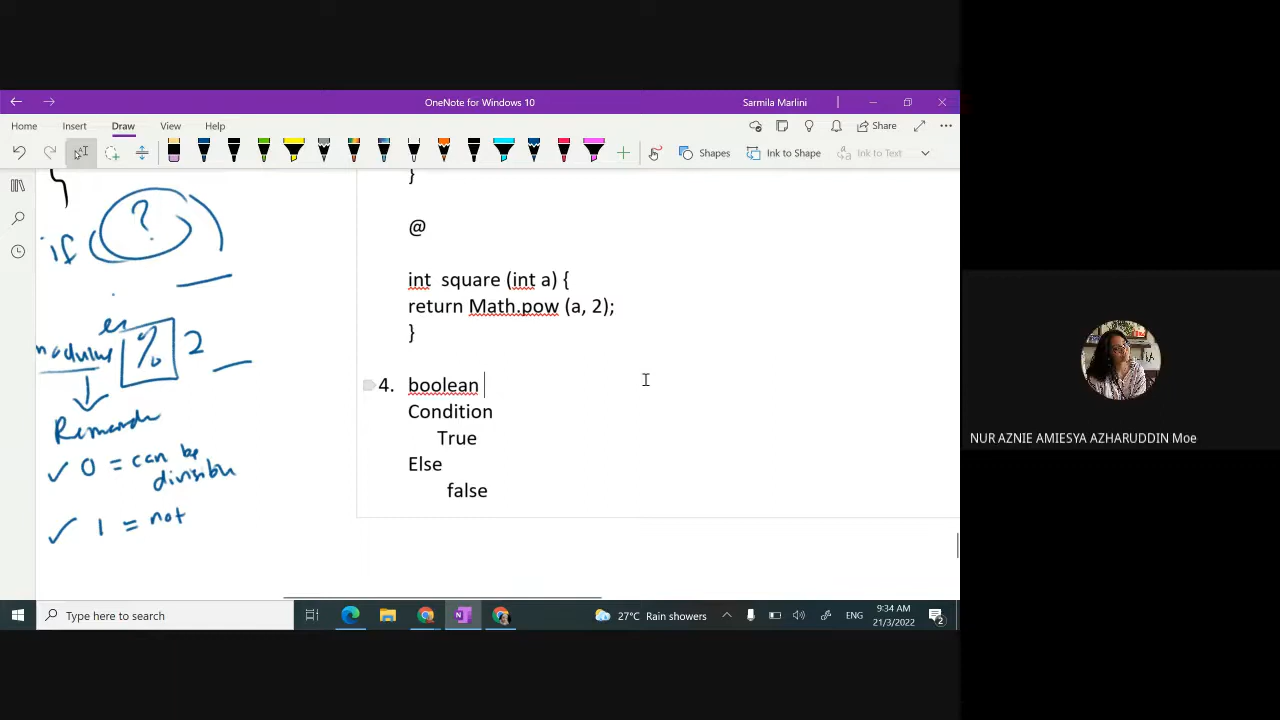 OneNote for Windows 10
Sarmila Marlini
Home Insert Draw View Help
Share
Shapes Ink to Shape Ink to Text
}
if ( ? )
@
int square (int a) {
return Math.pow (a, 2);
}
modulus % 2
4. boolean
Condition
True
Else
false
✓ 0 = can be
division
✓ 1 = not
NUR AZNIE AMIESYA AZHARUDDIN Moe
Type here to search
27°C Rain showers
ENG
9:34 AM
21/3/2022
2